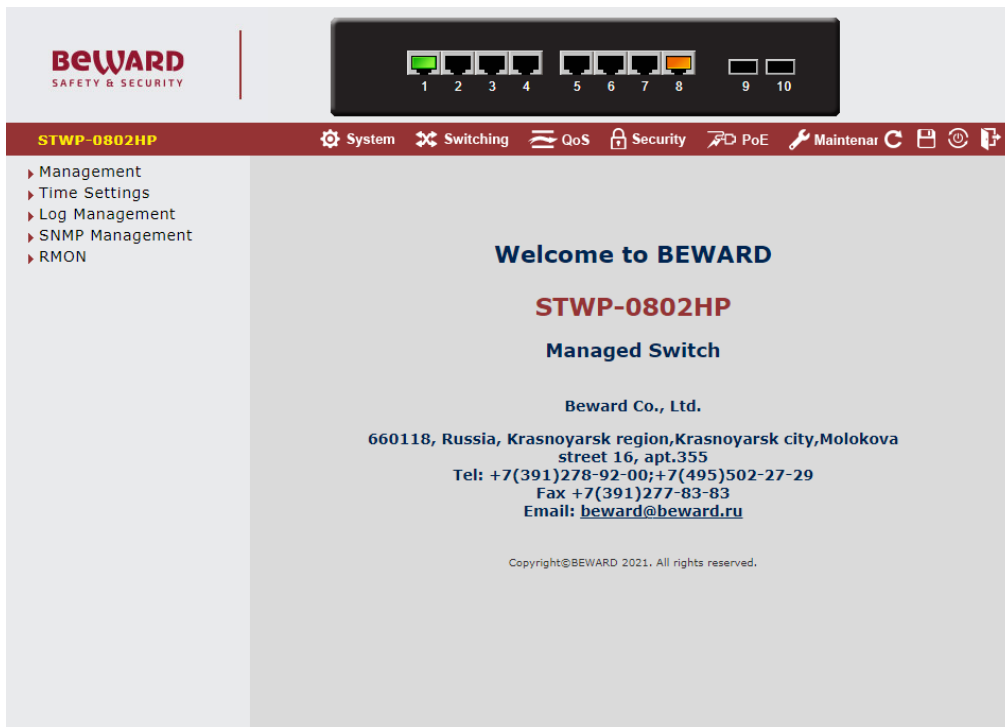 BEWARD
SAFETY & SECURITY
1 2 3 4 5 6 7 8 9 10
STWP-0802HP
System Switching QoS Security PoE Maintenar
Management
Time Settings
Log Management
SNMP Management
RMON
Welcome to BEWARD
STWP-0802HP
Managed Switch
Beward Co., Ltd.
660118, Russia, Krasnoyarsk region,Krasnoyarsk city,Molokova
street 16, apt.355
Tel: +7(391)278-92-00;+7(495)502-27-29
Fax +7(391)277-83-83
Email: beward@beward.ru
Copyright©BEWARD 2021. All rights reserved.